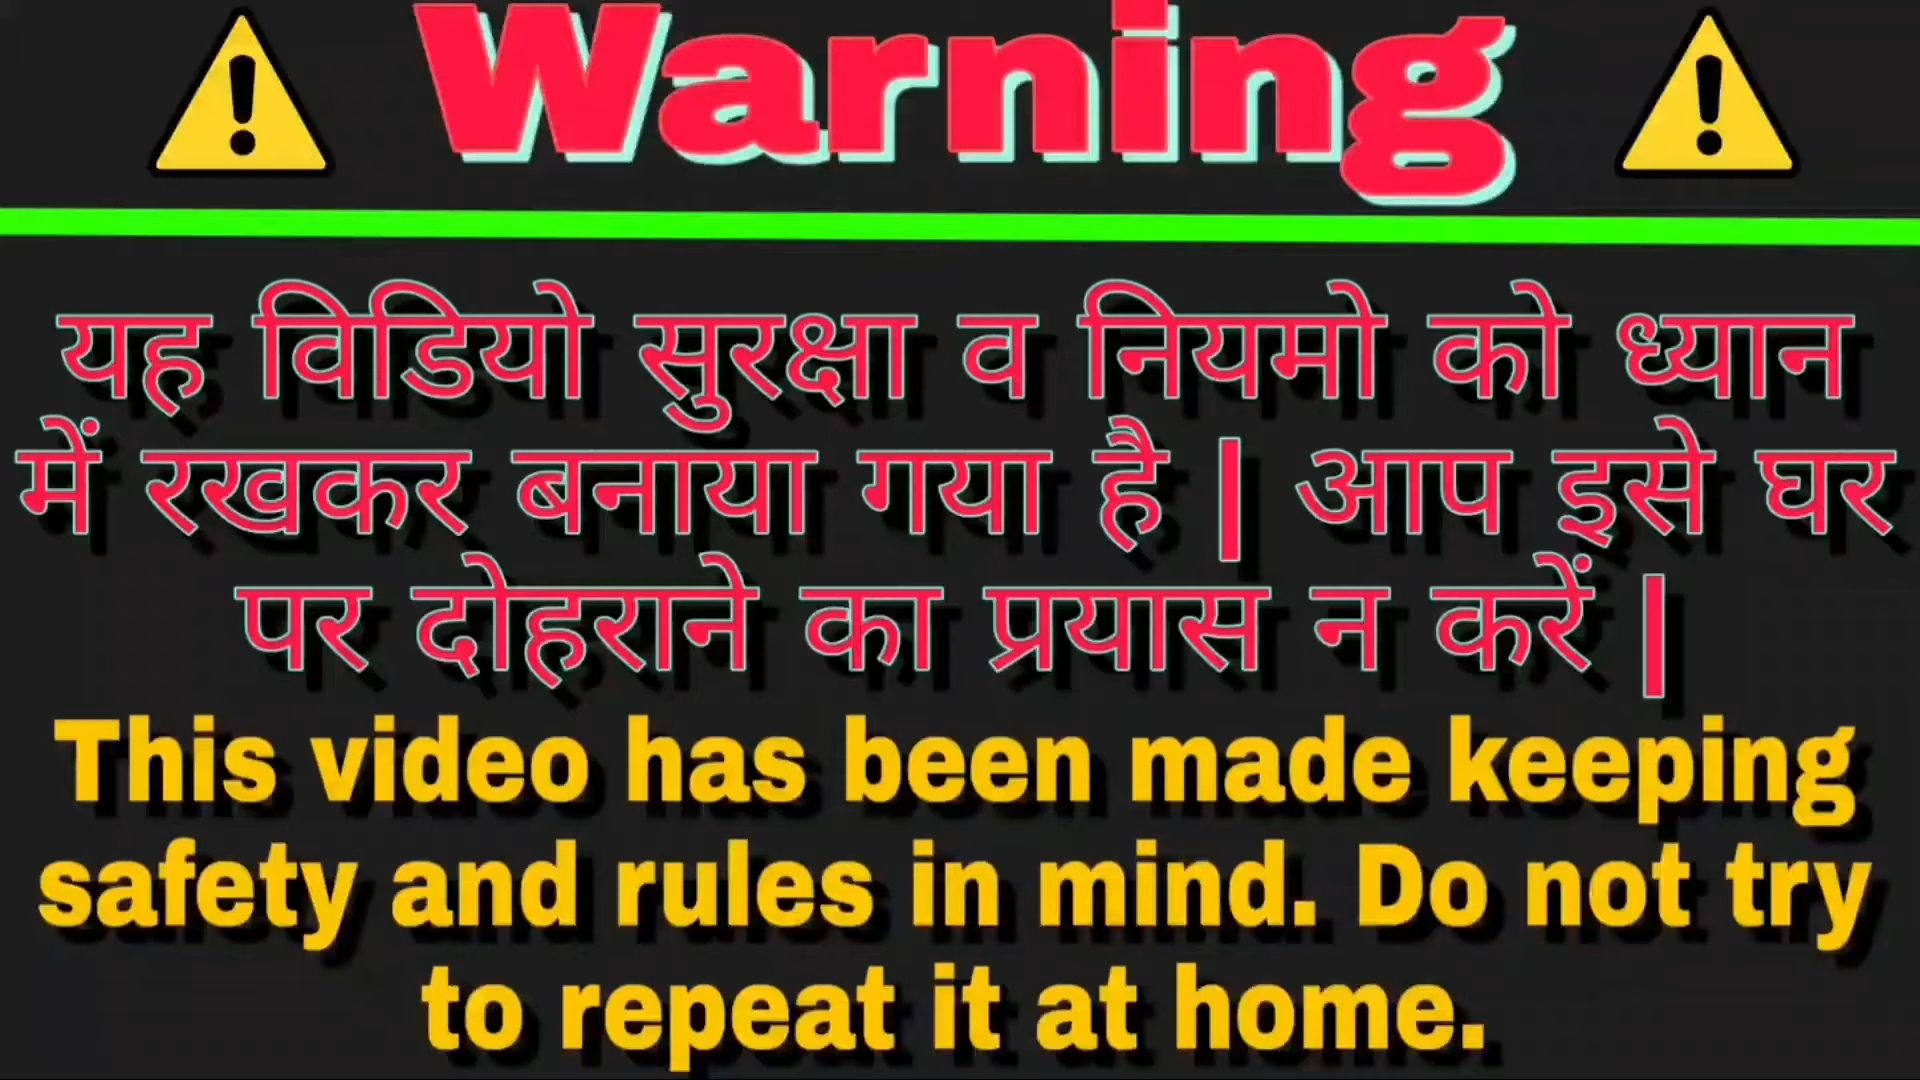 Warning
यह विडियो सुरक्षा व नियमो को ध्यान
में रखकर बनाया गया है | आप इसे घर
पर दोहराने का प्रयास न करें |
This video has been made keeping
safety and rules in mind. Do not try
to repeat it at home.